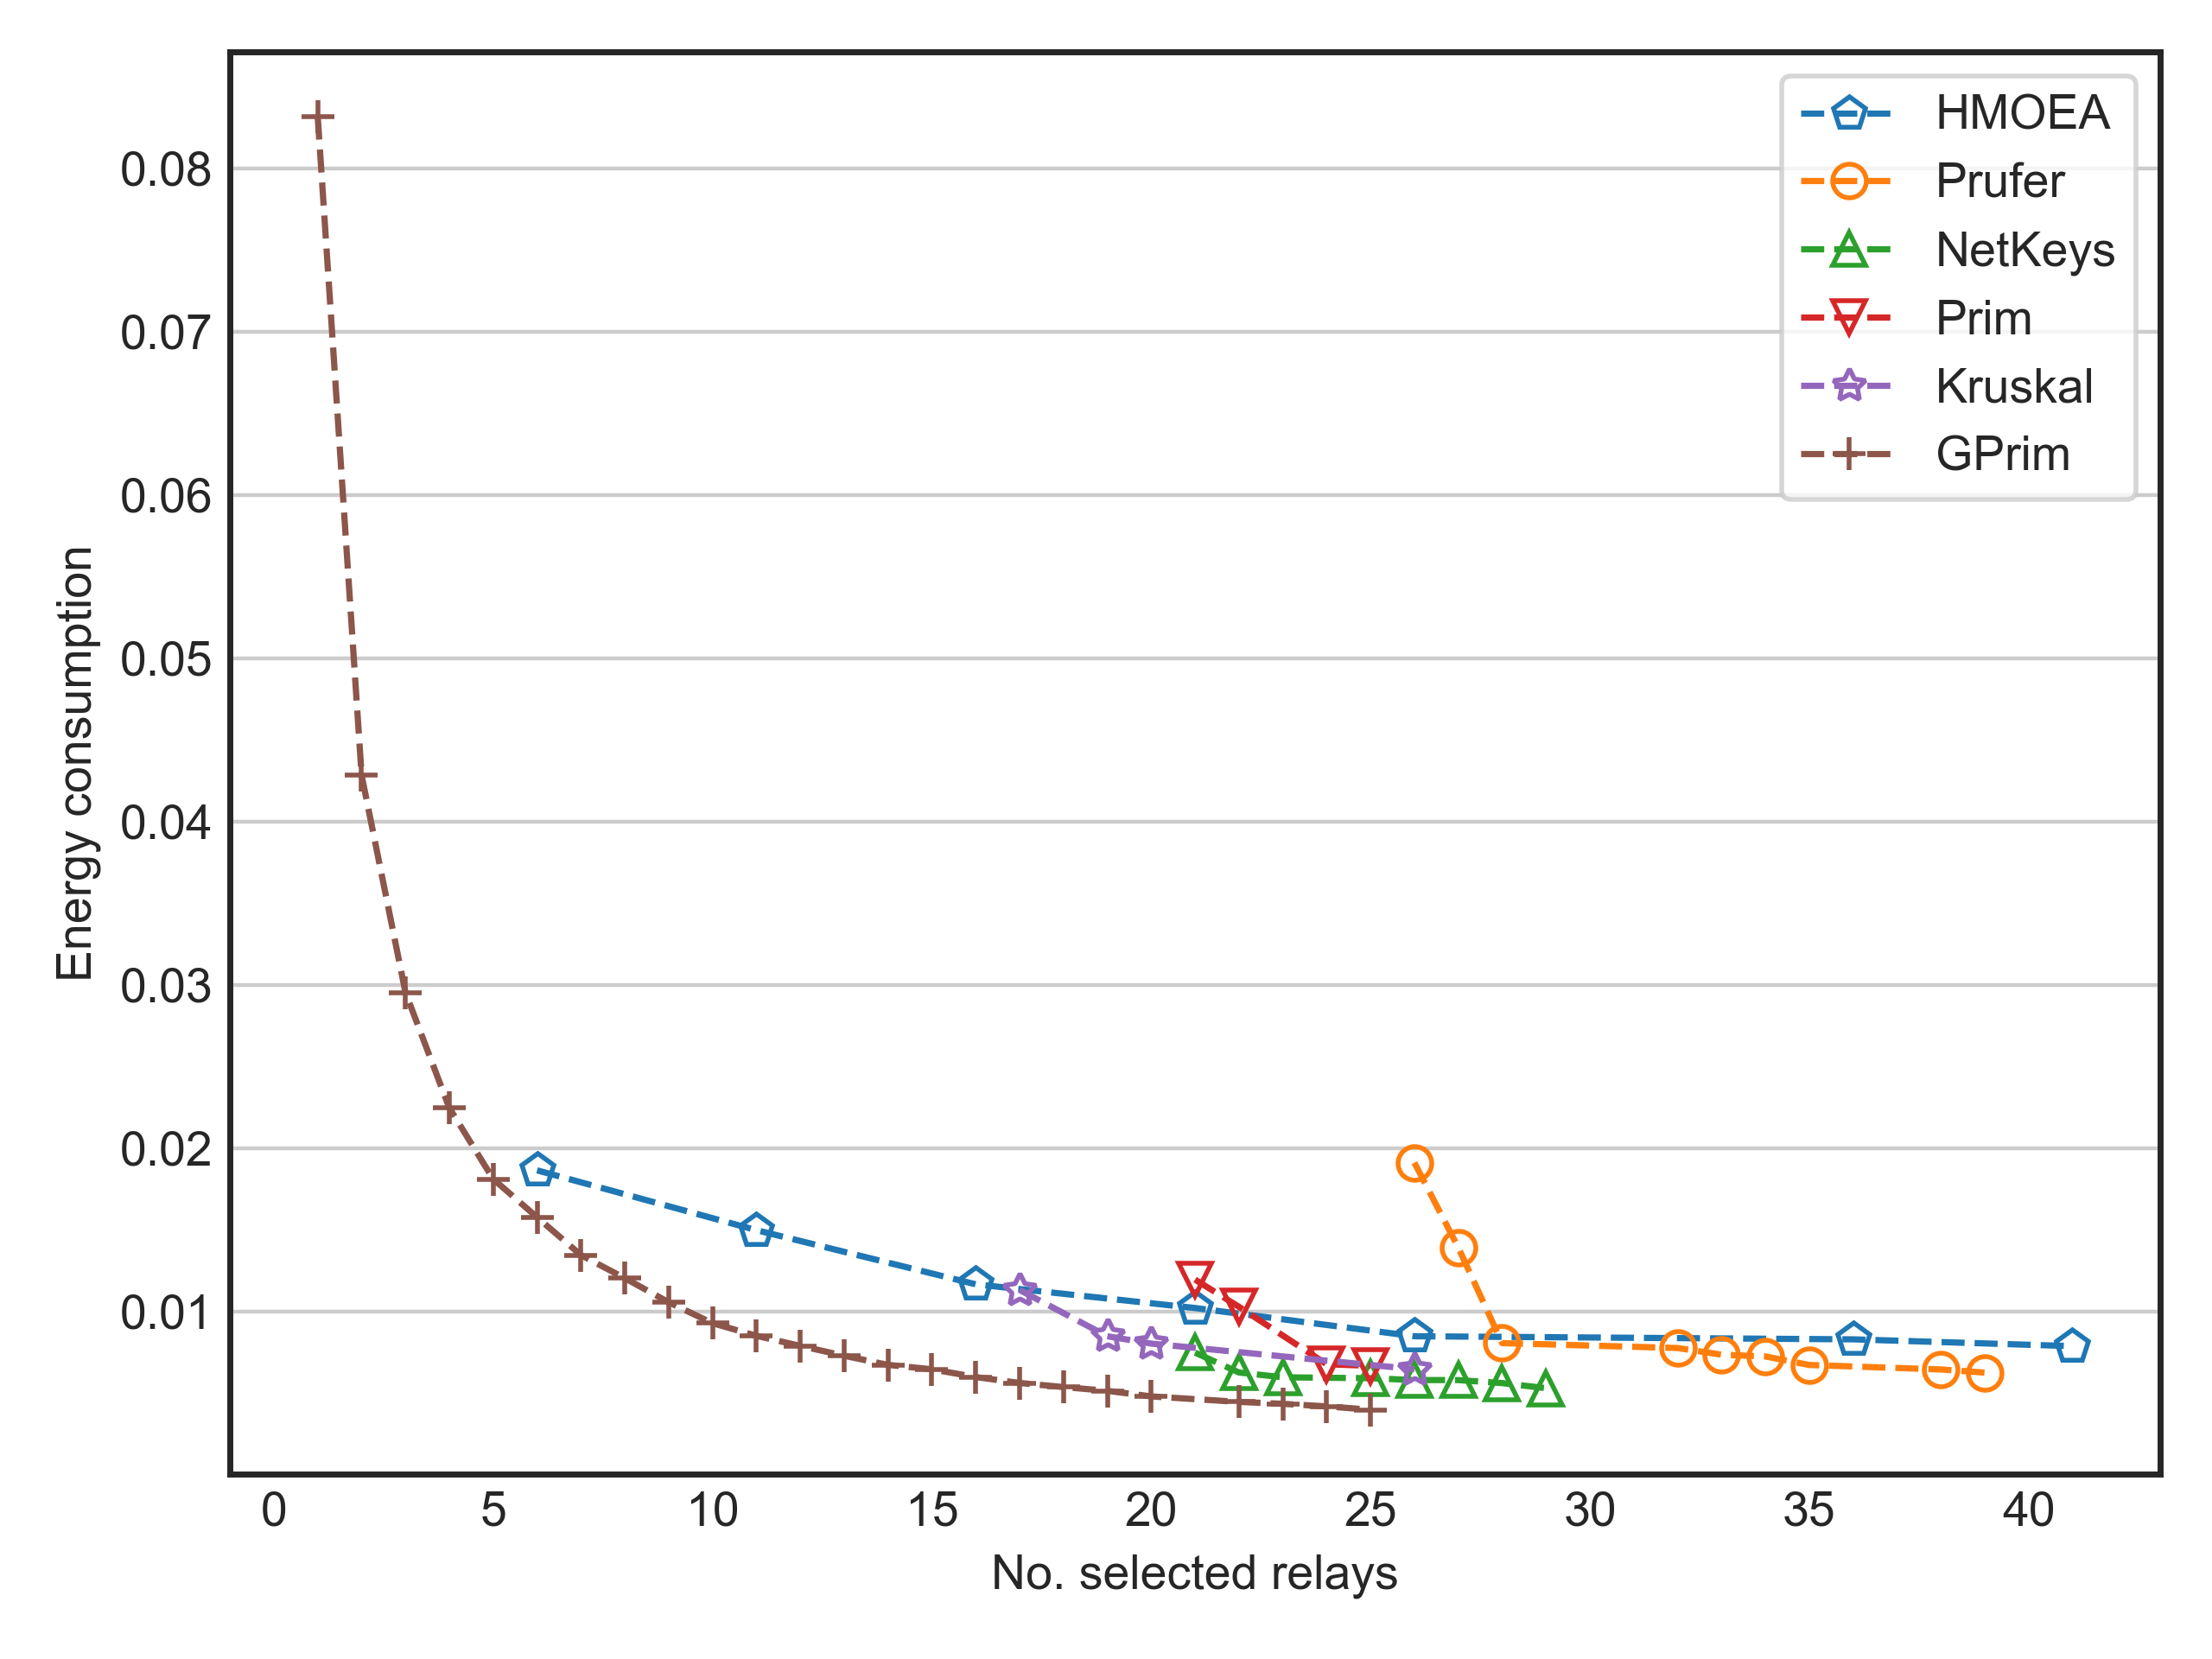 HMOEA
Prufer
NetKeys
Prim
Kruskal
GPrim
Energy consumption
0.08
0.07
0.06
0.05
0.04
0.03
0.02
0.01
0 5 10 15 20 25 30 35 40
No. selected relays